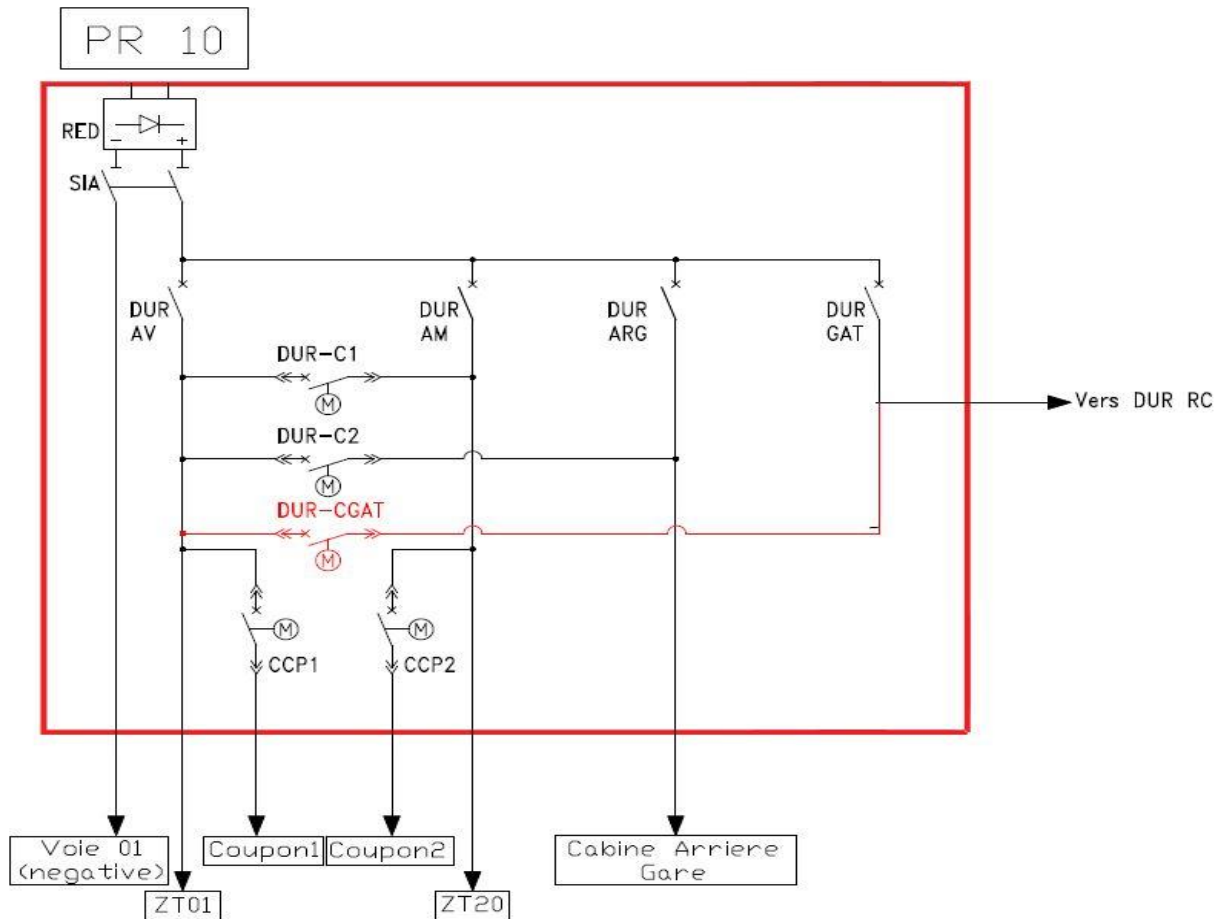 PR 10
RED
- +
SIA
DUR
AV
DUR
AM
DUR
ARG
DUR
GAT
DUR-C1
M
Vers DUR RC
DUR-C2
M
DUR-CGAT
M
M
CCP1
M
CCP2
Voie 01
(negative)
Coupon1
Coupon2
Cabine Arriere
Gare
ZT01
ZT20